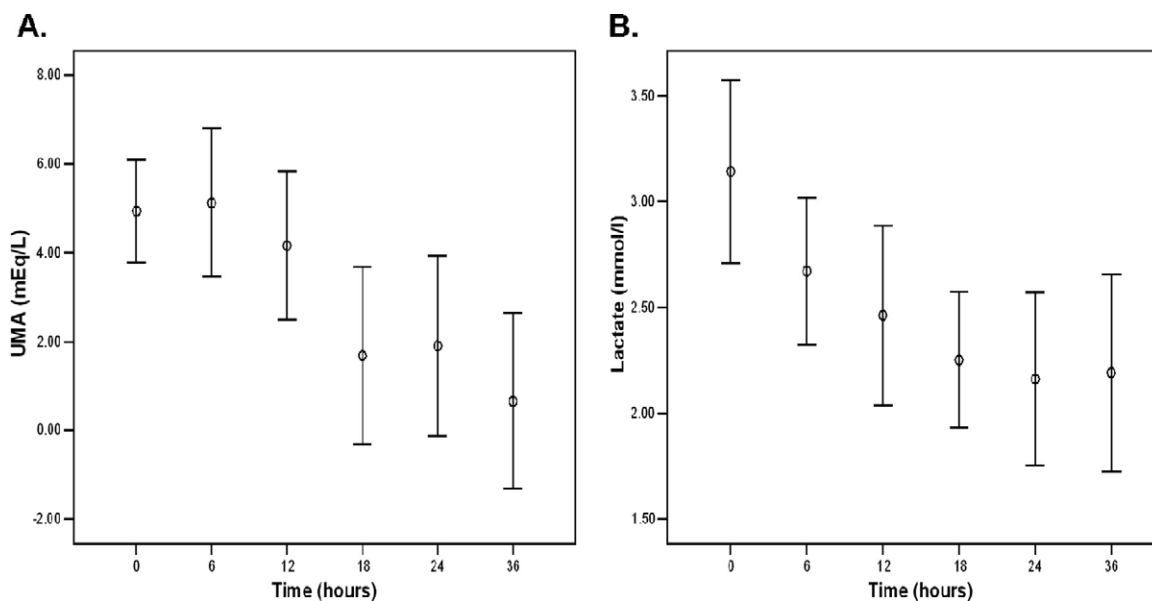 A.
8.00
6.00
4.00
2.00
0.00
-2.00
UMA (mEq/L)
0 6 12 18 24 36
Time (hours)
B.
3.50
3.00
2.50
2.00
1.50
Lactate (mmol/l)
0 6 12 18 24 36
Time (hours)